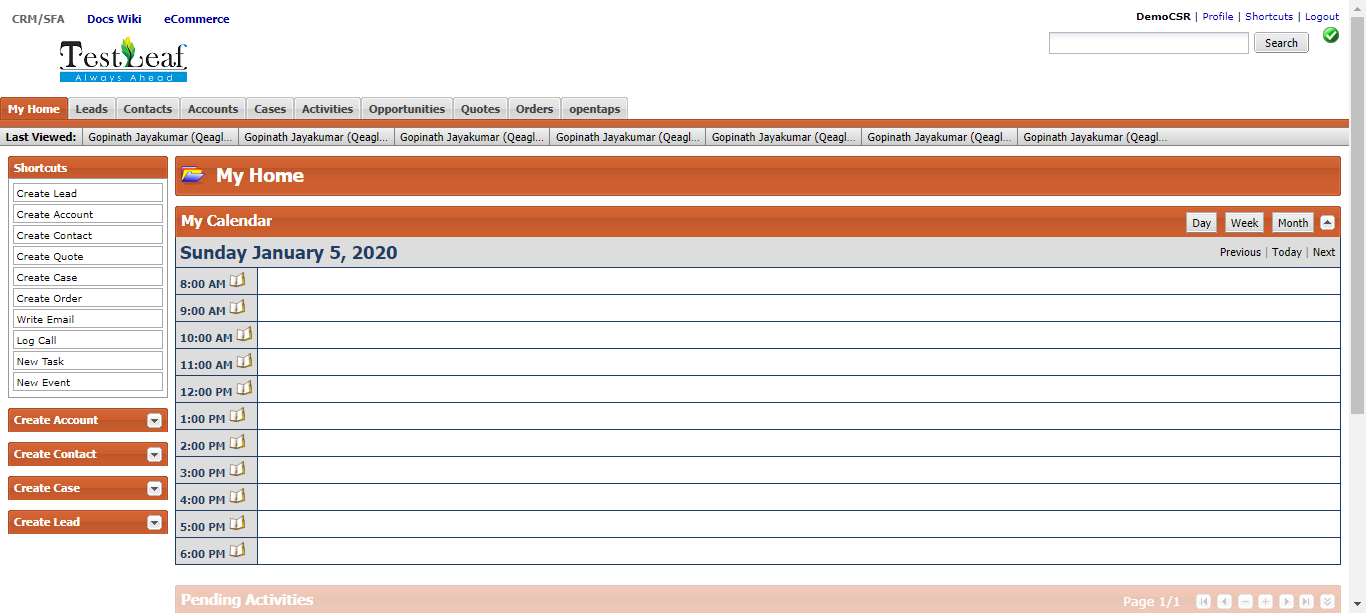 CRM/SFA Docs Wiki eCommerce
DemoCSR | Profile | Shortcuts | Logout
TestLeaf
Always Ahead
Search
My Home Leads Contacts Accounts Cases Activities Opportunities Quotes Orders opentaps
Last Viewed: Gopinath Jayakumar (Qeagl... Gopinath Jayakumar (Qeagl... Gopinath Jayakumar (Qeagl... Gopinath Jayakumar (Qeagl... Gopinath Jayakumar (Qeagl... Gopinath Jayakumar (Qeagl... Gopinath Jayakumar (Qeagl...
Shortcuts
Create Lead
Create Account
Create Contact
Create Quote
Create Case
Create Order
Write Email
Log Call
New Task
New Event
Create Account
Create Contact
Create Case
Create Lead
My Home
My Calendar Day Week Month
Sunday January 5, 2020 Previous | Today | Next
8:00 AM
9:00 AM
10:00 AM
11:00 AM
12:00 PM
1:00 PM
2:00 PM
3:00 PM
4:00 PM
5:00 PM
6:00 PM
Pending Activities Page 1/1